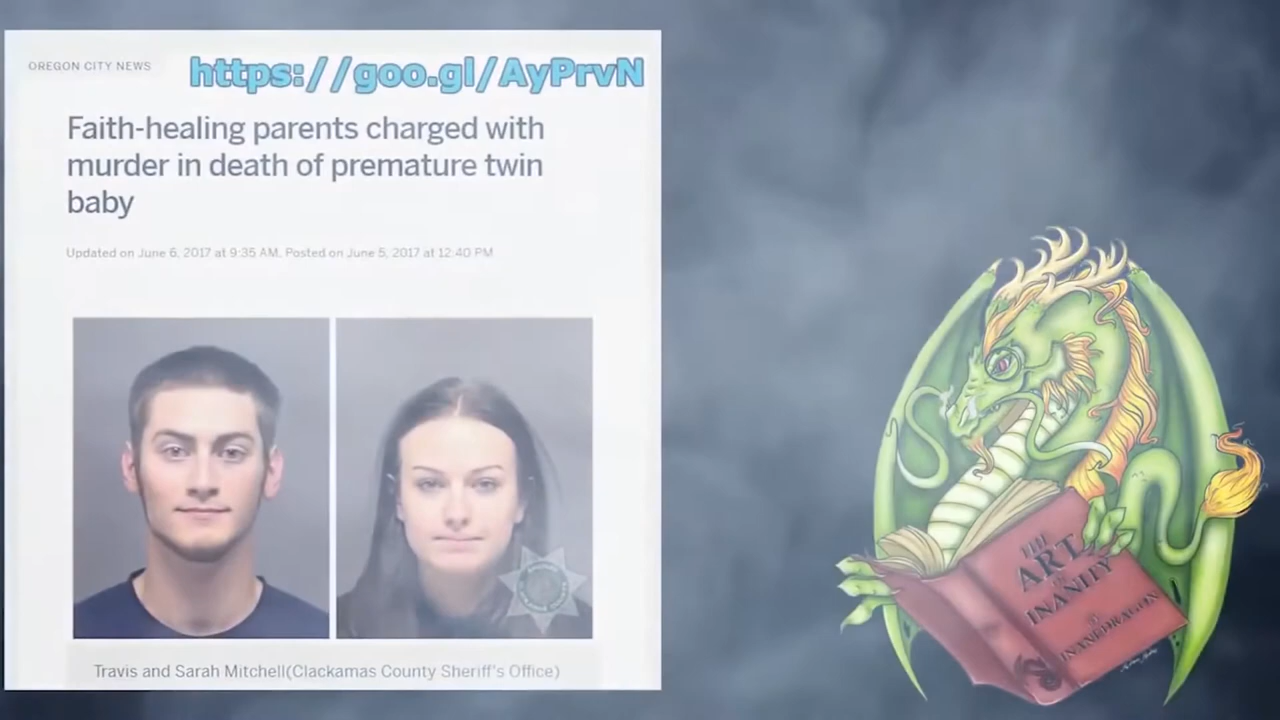 OREGON CITY NEWS
https://goo.gl/AyPrvN
Faith-healing parents charged with
murder in death of premature twin
baby
Updated on June 6, 2017 at 9:35 AM, Posted on June 5, 2017 at 12:40 PM
Travis and Sarah Mitchell(Clackamas County Sheriff's Office)
THE
ART
OF
INANITY
BY
INANEDRAGON